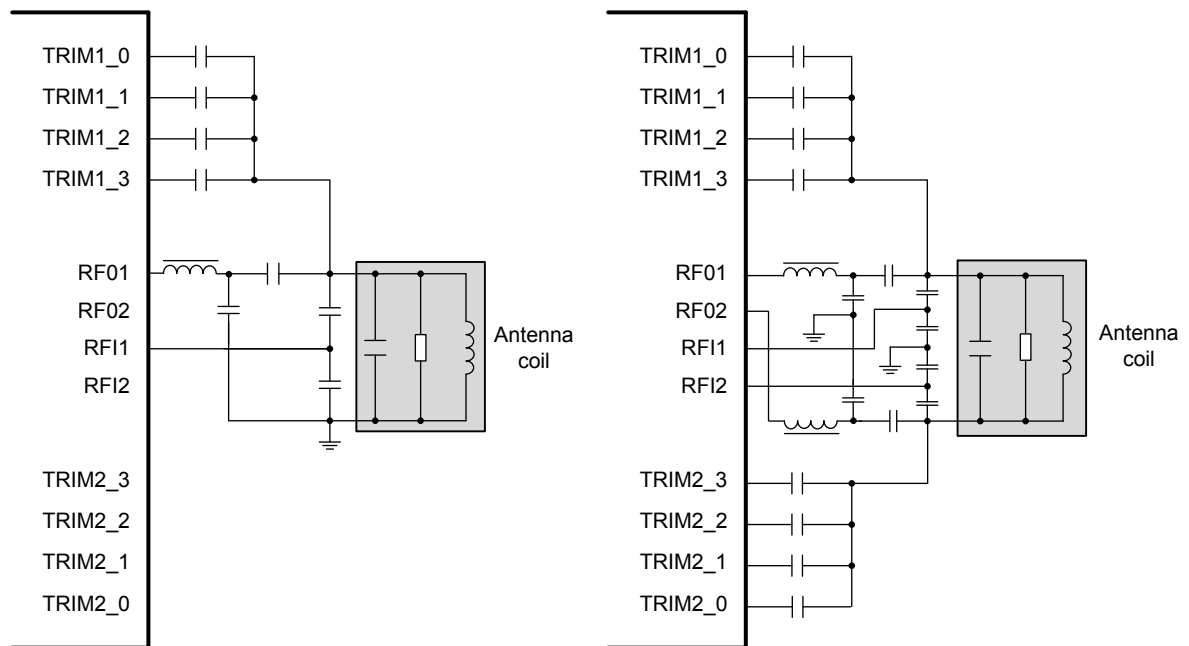 TRIM1_0
TRIM1_1
TRIM1_2
TRIM1_3
RF01
RF02
RFI1
RFI2
TRIM2_3
TRIM2_2
TRIM2_1
TRIM2_0
Antenna
coil
TRIM1_0
TRIM1_1
TRIM1_2
TRIM1_3
RF01
RF02
RFI1
RFI2
TRIM2_3
TRIM2_2
TRIM2_1
TRIM2_0
Antenna
coil